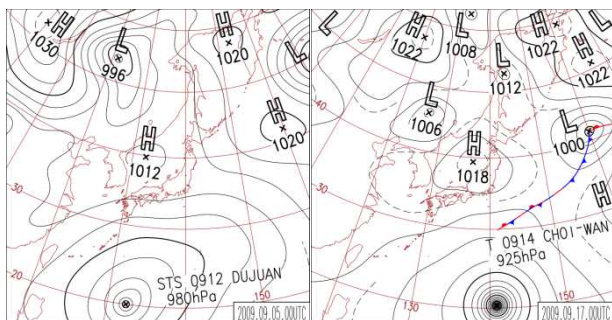 H
1030
L
996
H
1020
L
H
1020
H
1012
30
20
STS 0912 DUJUAN
980hPa
150
2009.09.05.00UTC
H
1022
L
1008
H
1022
H
1022
L
1012
40
L
1006
L
1000
H
1018
30
H
T 0914 CHOI-WAN
925hPa
130
150
2009.09.17.00UTC